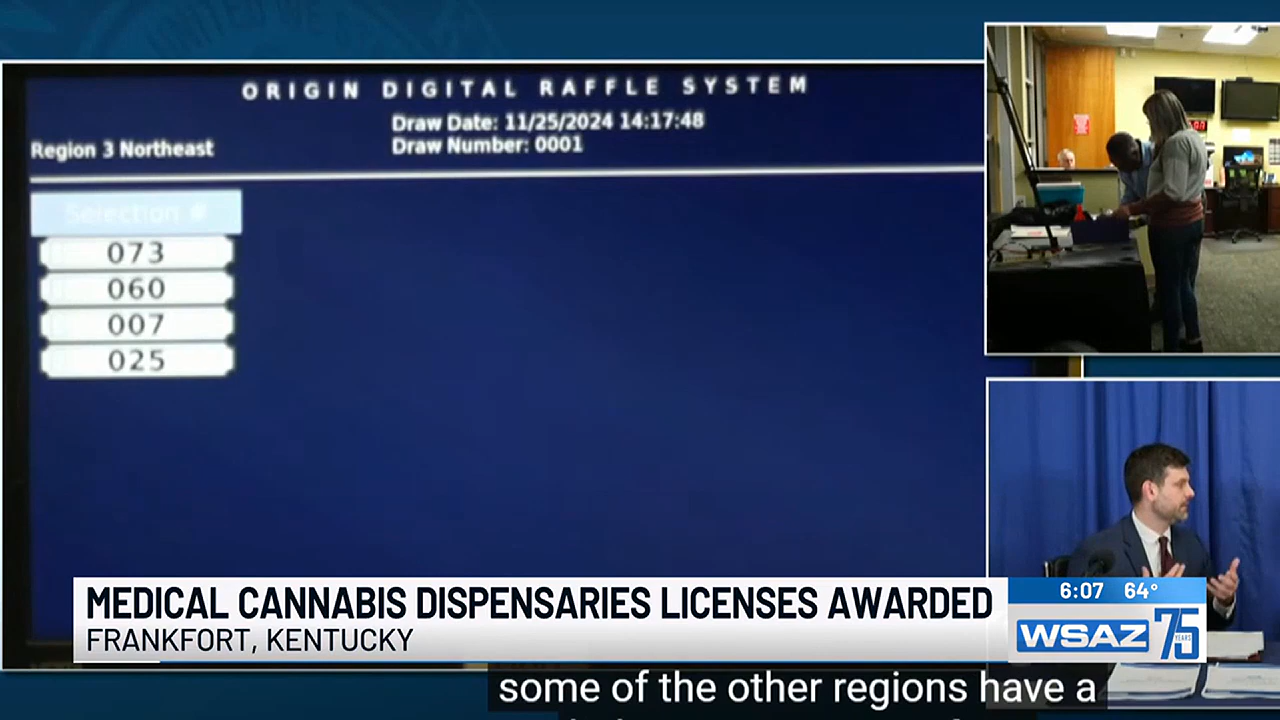 ORIGIN DIGITAL RAFFLE SYSTEM
Draw Date: 11/25/2024 14:17:48
Region 3 Northeast
Draw Number: 0001
Selection #
073
060
007
025
MEDICAL CANNABIS DISPENSARIES LICENSES AWARDED
FRANKFORT, KENTUCKY
6:07 64°
WSAZ 75 YEARS
some of the other regions have a